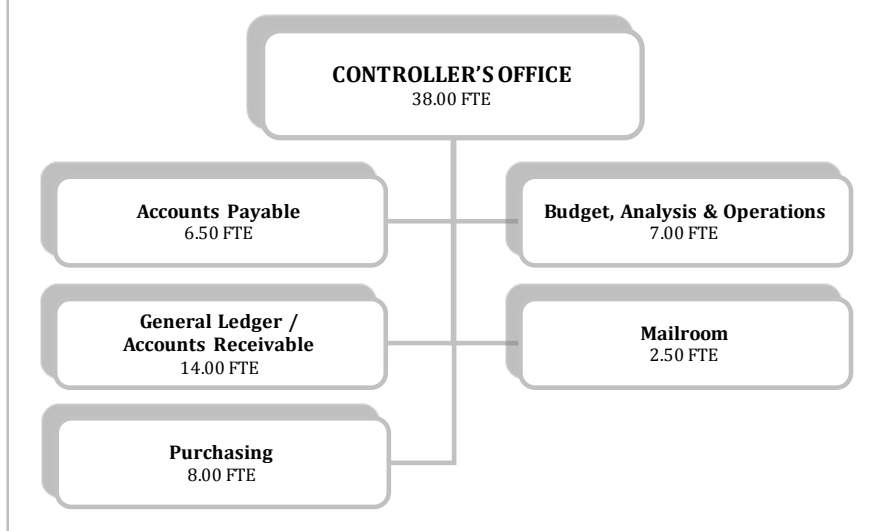 CONTROLLER'S OFFICE
38.00 FTE
Accounts Payable
6.50 FTE
Budget, Analysis & Operations
7.00 FTE
General Ledger /
Accounts Receivable
14.00 FTE
Mailroom
2.50 FTE
Purchasing
8.00 FTE